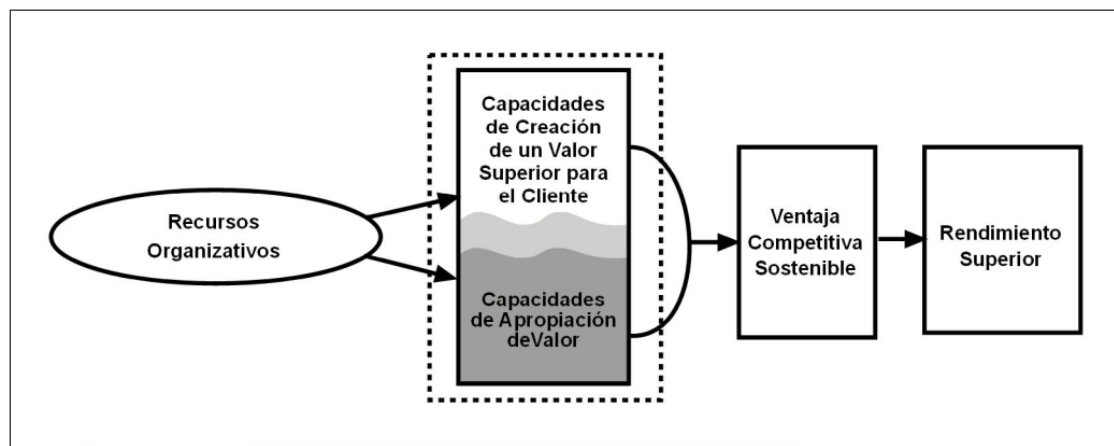 Recursos
Organizativos
Capacidades
de Creación
de un Valor
Superior para
el Cliente
Capacidades
de Apropiación
deValor
Ventaja
Competitiva
Sostenible
Rendimiento
Superior